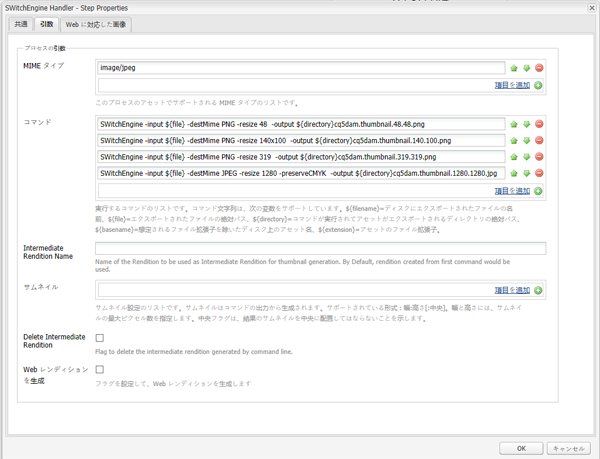 SWitchEngine Handler - Step Properties
共通
引数
Web に対応した画像
プロセスの引数
MIME タイプ
image/jpeg
項目を追加
このプロセスのアセットでサポートされる MIME タイプのリストです。
コマンド
SWitchEngine -input ${file} -destMime PNG -resize 48 -output ${directory}cq5dam.thumbnail.48.48.png
SWitchEngine -input ${file} -destMime PNG -resize 140x100 -output ${directory}cq5dam.thumbnail.140.100.png
SWitchEngine -input ${file} -destMime PNG -resize 319 -output ${directory}cq5dam.thumbnail.319.319.png
SWitchEngine -input ${file} -destMime JPEG -resize 1280 -preserveCMYK -output ${directory}cq5dam.thumbnail.1280.1280.jpg
項目を追加
実行するコマンドのリストです。コマンド文字列は、次の変数をサポートしています。${filename}=ディスクにエクスポートされたファイルの名
前、${file}=エクスポートされたファイルの絶対パス、${directory}=コマンドが実行されてアセットがエクスポートされるディレクトリの絶対パス、
${basename}=想定されるファイル拡張子を除いたディスク上のアセット名、${extension}=アセットのファイル拡張子。
Intermediate
Rendition Name
Name of the Rendition to be used as Intermediate Rendition for thumbnail generation. By Default, rendition created from first command would be
used.
サムネイル
項目を追加
サムネイル設定のリストです。サムネイルはコマンドの出力から生成されます。サポートされている形式：幅:高さ[:中央]。幅と高さには、サムネイ
ルの最大ピクセル数を指定します。中央フラグは、結果のサムネイルを中央に配置してはならないことを示します。
Delete Intermediate
Rendition
Flag to delete the intermediate rendition generated by command line.
Web レンディション
を生成
フラグを設定して、Web レンディションを生成します
OK
キャンセル